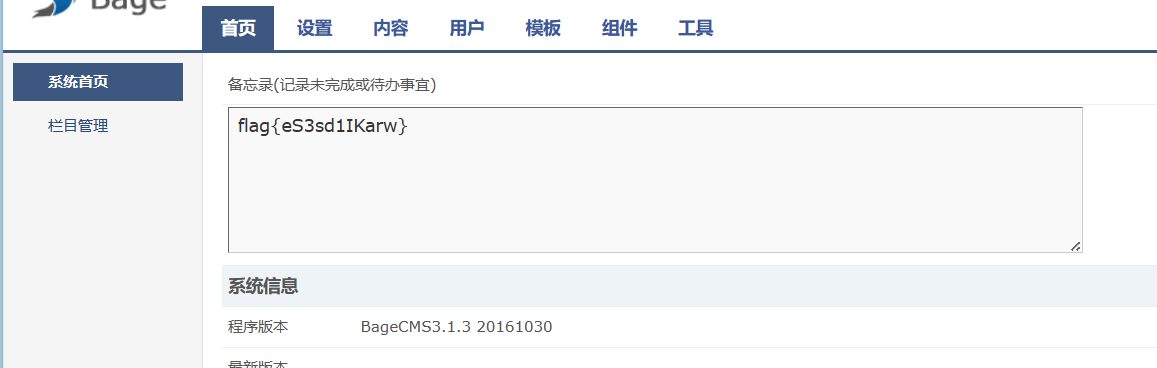 Bage
首页 设置 内容 用户 模板 组件 工具
系统首页
栏目管理
备忘录(记录未完成或待办事宜)
flag{eS3sd1IKarw}
系统信息
程序版本 BageCMS3.1.3 20161030
最新版本